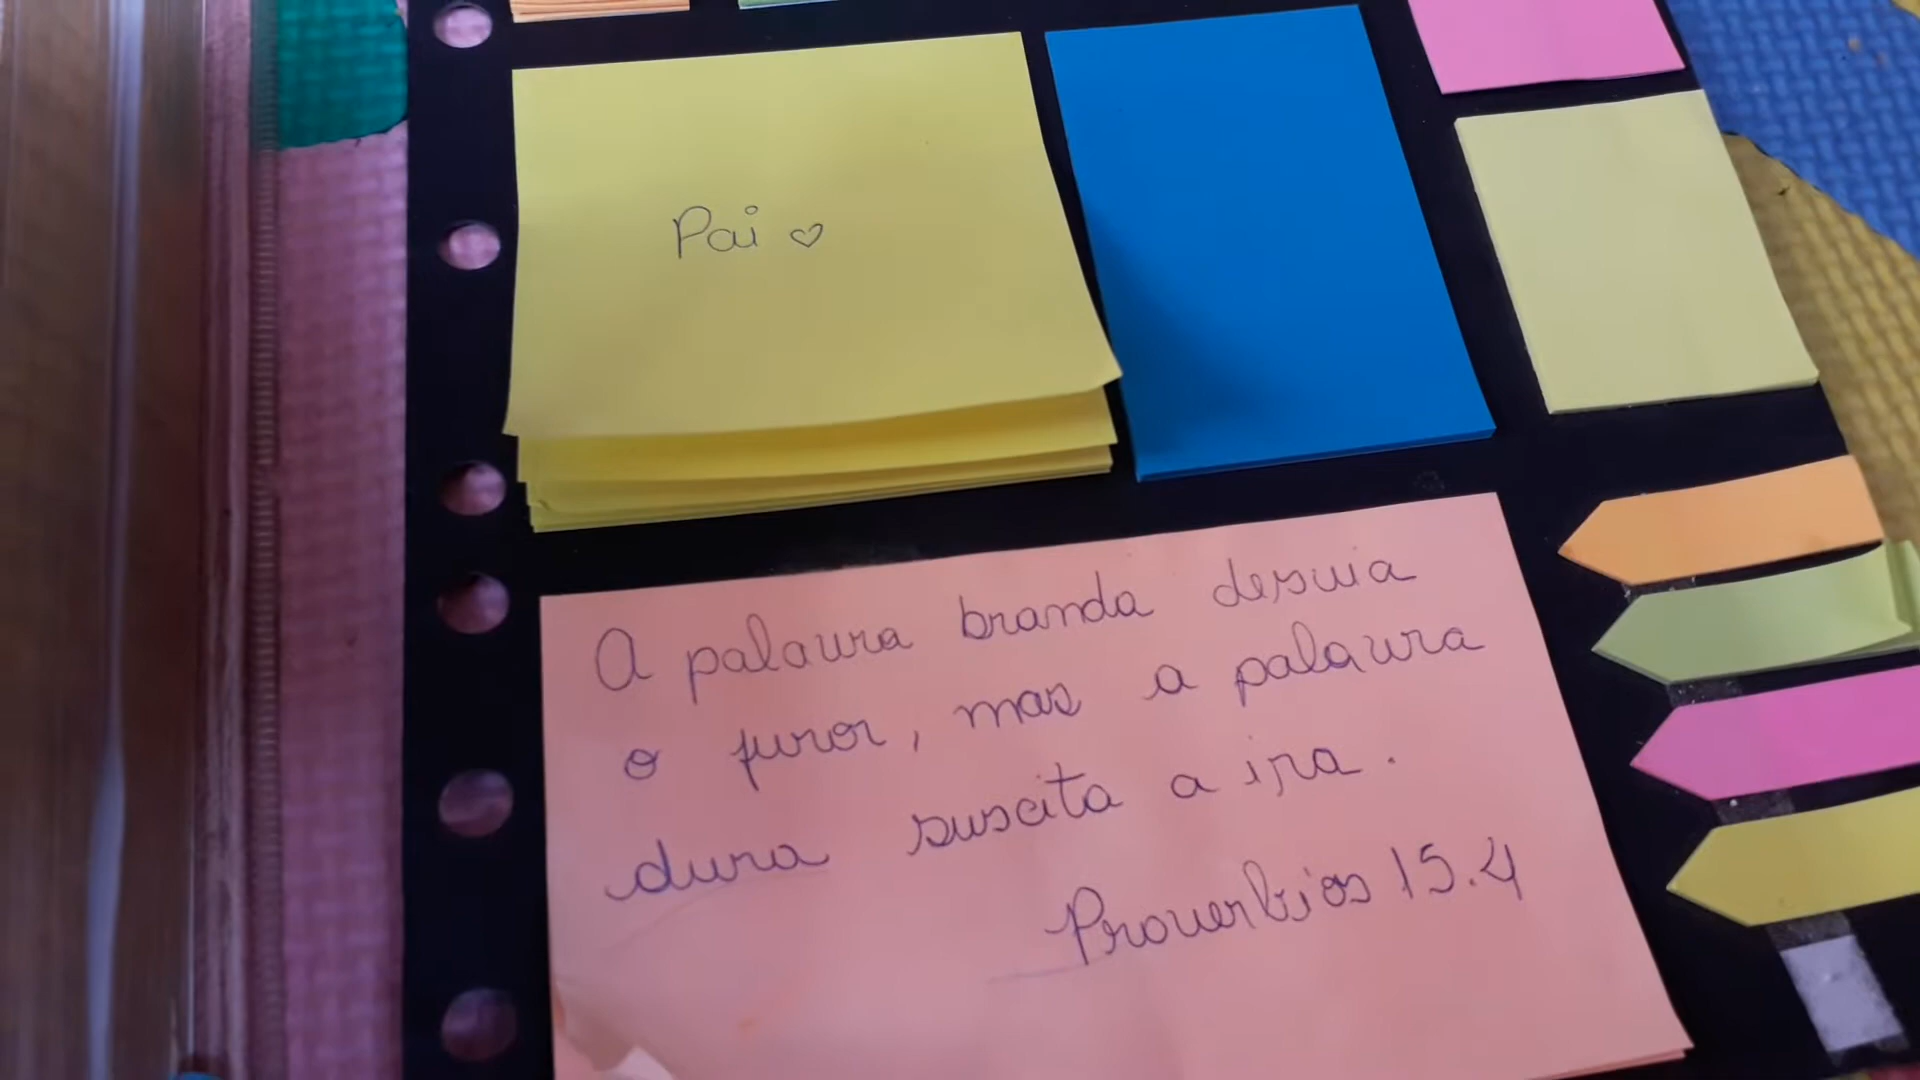 Pai ♡
A palavra branda desvia
o furor, mas a palavra
dura suscita a ira.
Provérbios 15.4